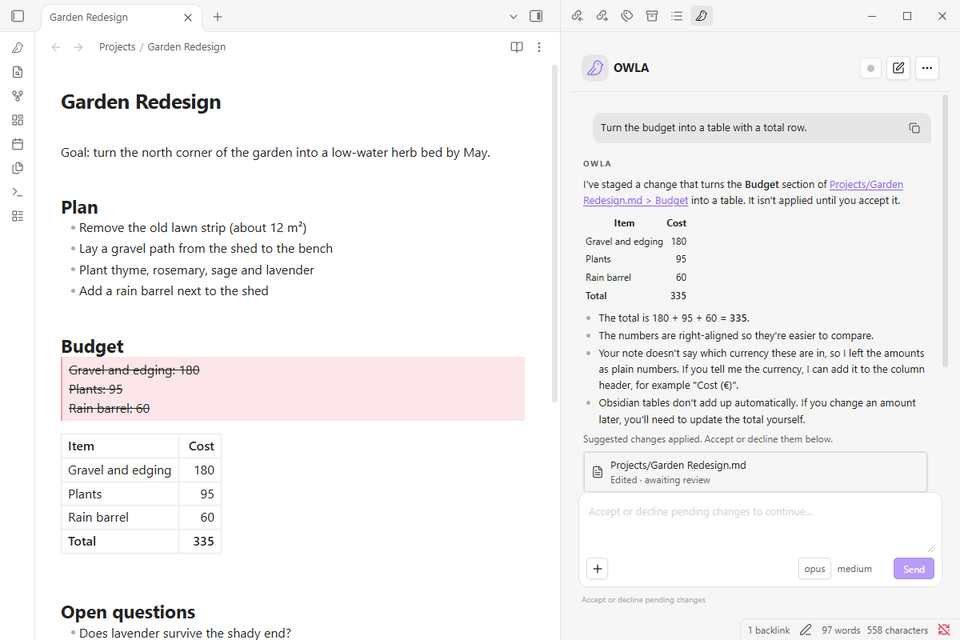 Garden Redesign
Projects / Garden Redesign
Garden Redesign
Goal: turn the north corner of the garden into a low-water herb bed by May.
Plan
Remove the old lawn strip (about 12 m²)
Lay a gravel path from the shed to the bench
Plant thyme, rosemary, sage and lavender
Add a rain barrel next to the shed
Budget
Gravel and edging: 180
Plants: 95
Rain barrel: 60
Item Cost
Gravel and edging 180
Plants 95
Rain barrel 60
Total 335
Open questions
Does lavender survive the shady end?
OWLA
Turn the budget into a table with a total row.
OWLA
I've staged a change that turns the Budget section of Projects/Garden
Redesign.md > Budget into a table. It isn't applied until you accept it.
Item Cost
Gravel and edging 180
Plants 95
Rain barrel 60
Total 335
The total is 180 + 95 + 60 = 335.
The numbers are right-aligned so they're easier to compare.
Your note doesn't say which currency these are in, so I left the amounts
as plain numbers. If you tell me the currency, I can add it to the column
header, for example "Cost (€)".
Obsidian tables don't add up automatically. If you change an amount
later, you'll need to update the total yourself.
Suggested changes applied. Accept or decline them below.
Projects/Garden Redesign.md
Edited · awaiting review
Accept or decline pending changes to continue...
opus medium Send
Accept or decline pending changes
1 backlink 97 words 558 characters